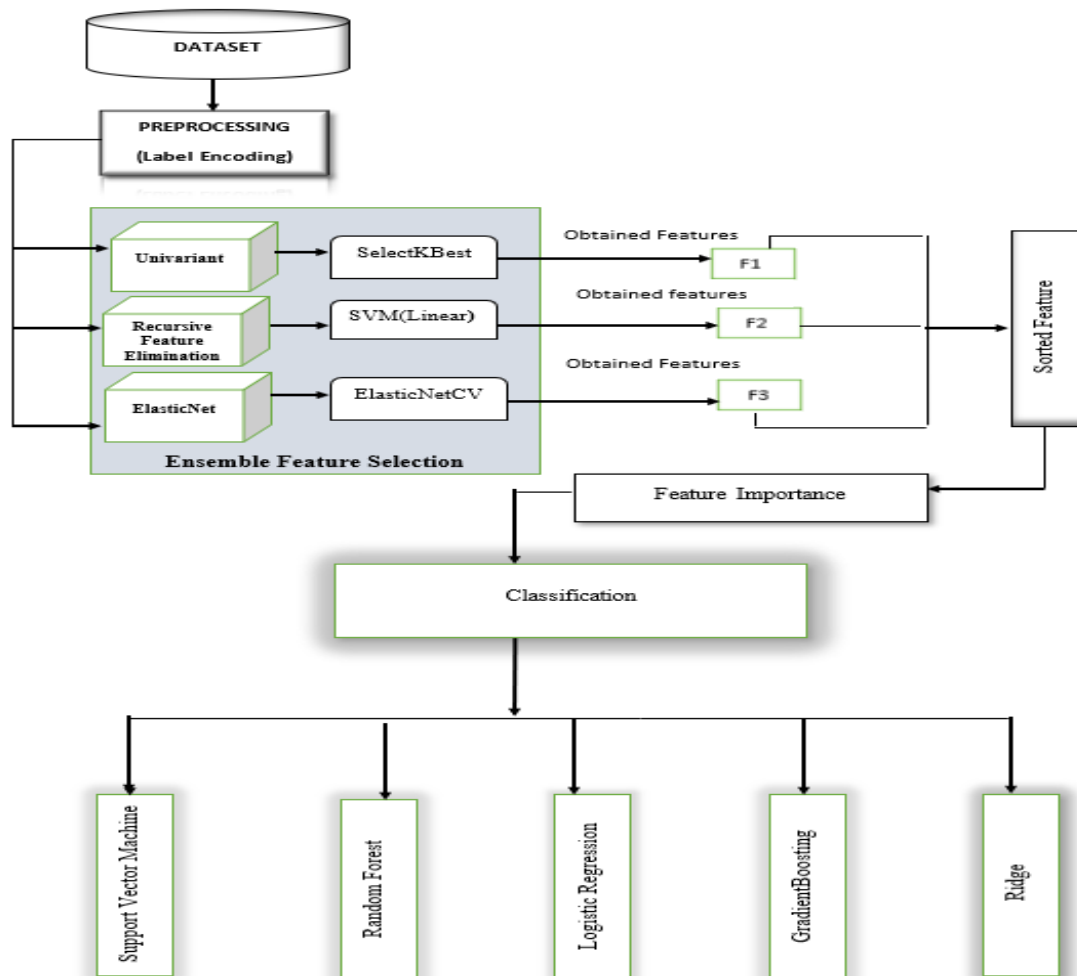 DATASET
PREPROCESSING
(Label Encoding)
Univariant
SelectKBest
Obtained Features
F1
Recursive
Feature
Elimination
SVM(Linear)
Obtained features
F2
ElasticNet
ElasticNetCV
Obtained Features
F3
Ensemble Feature Selection
Sorted Feature
Feature Importance
Classification
Support Vector Machine
Random Forest
Logistic Regression
GradientBoosting
Ridge